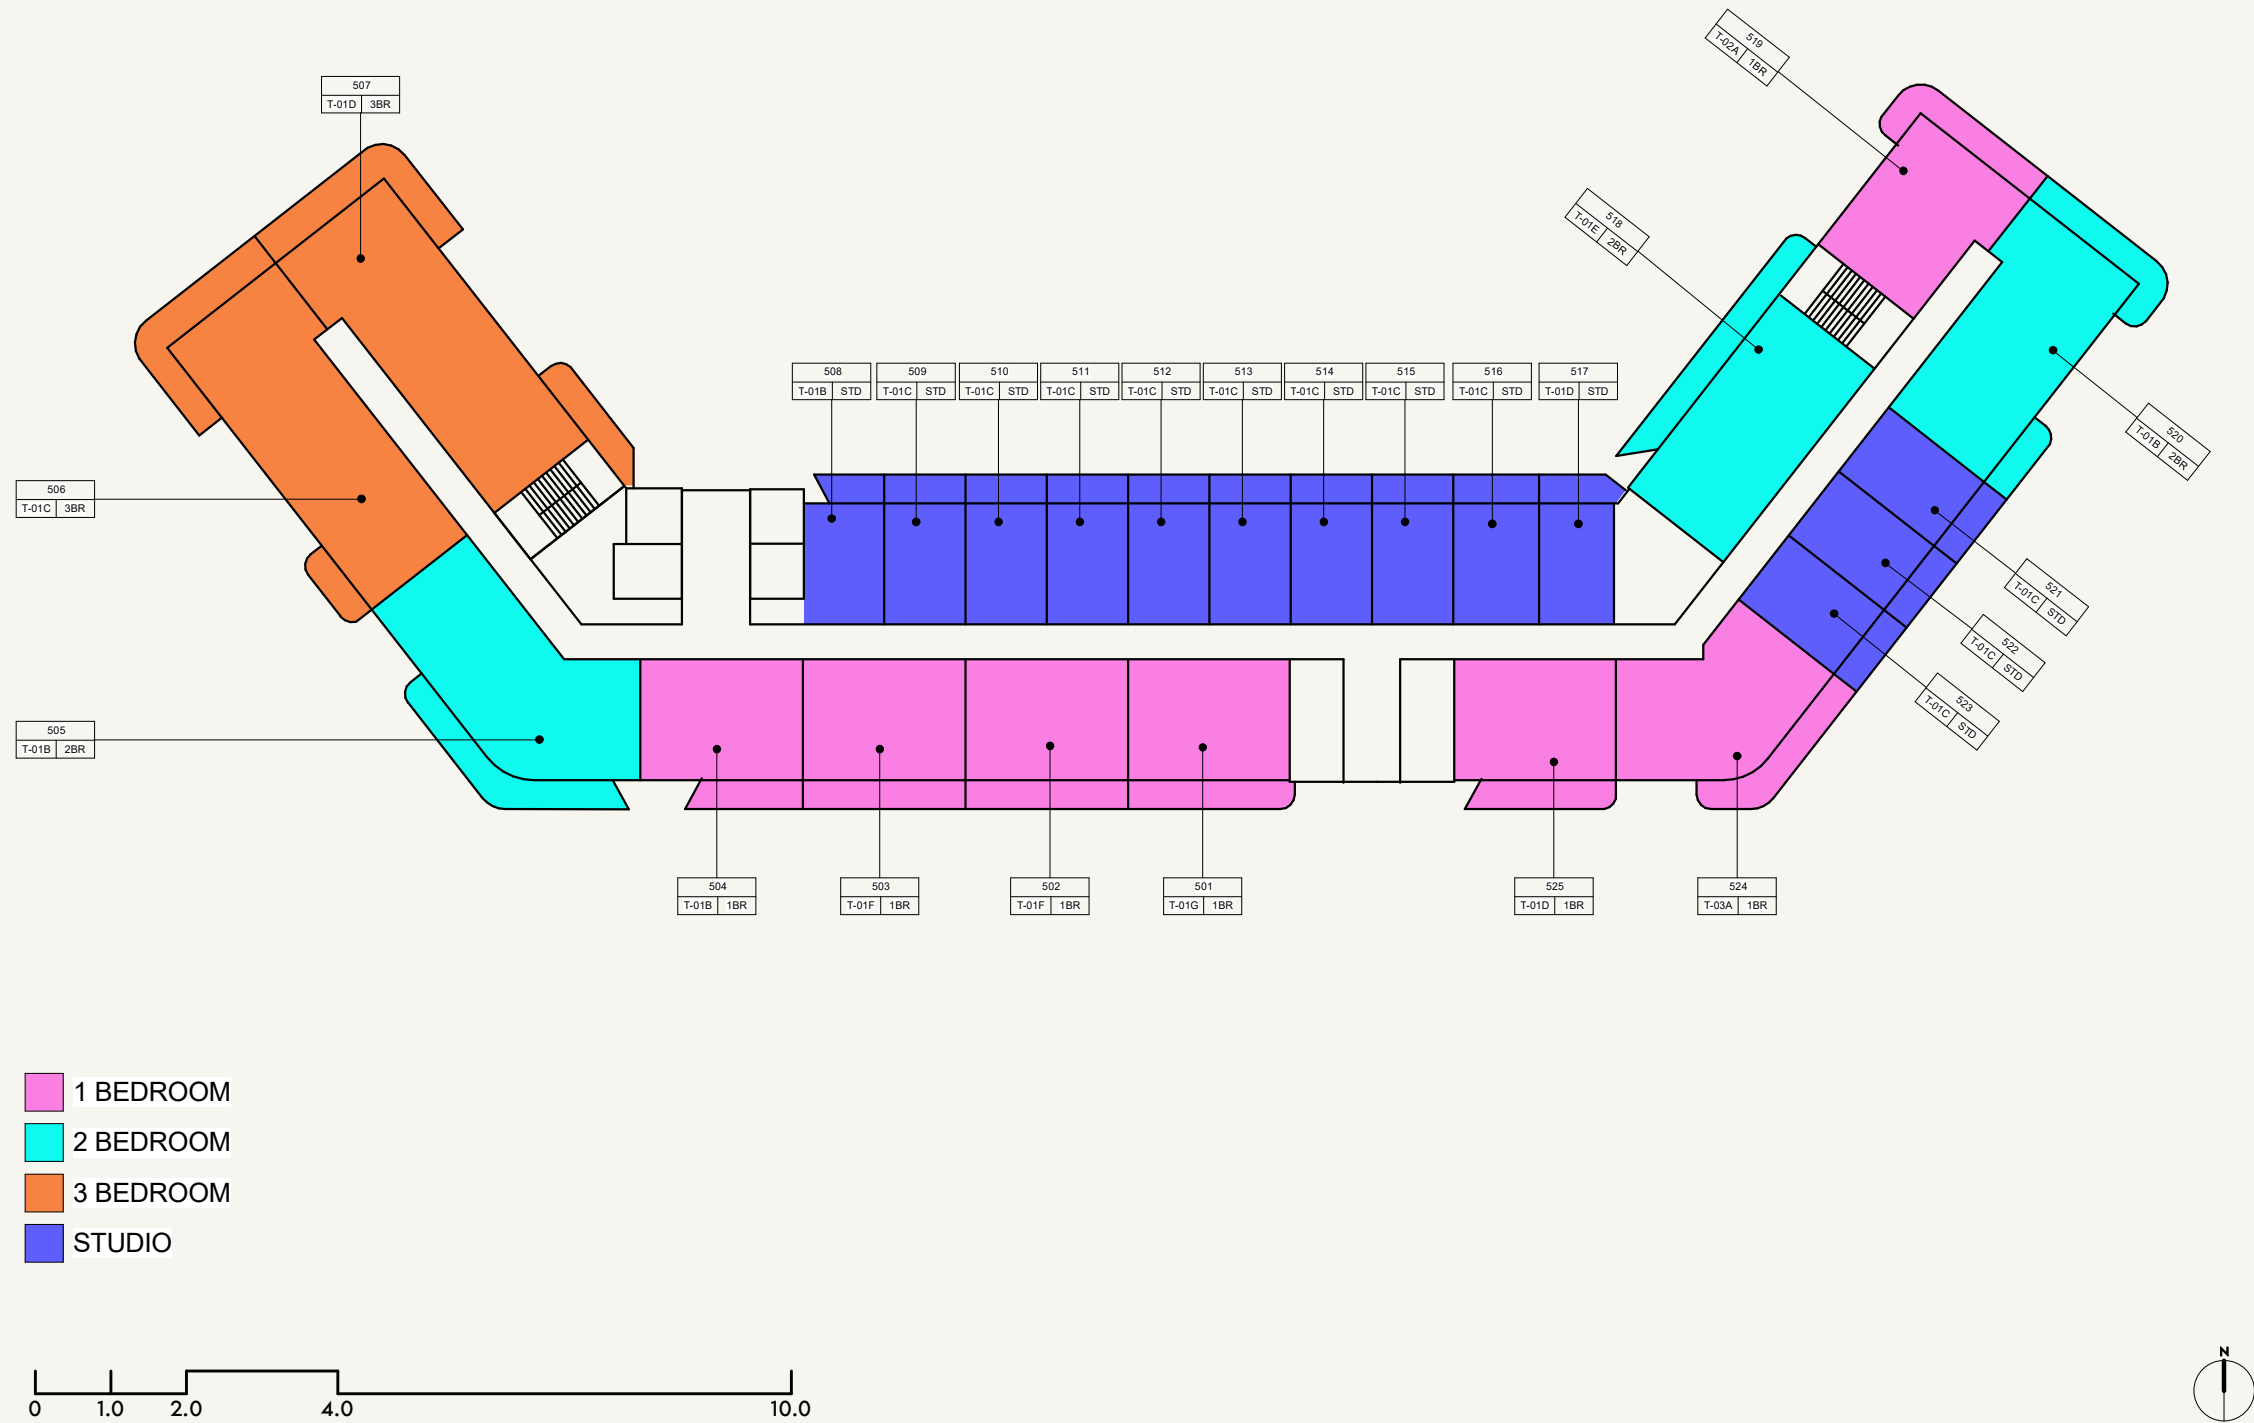 519
T-02A 1BR
507
T-01D 3BR
518
T-01E 2BR
508
T-01B STD
509
T-01C STD
510
T-01C STD
511
T-01C STD
512
T-01C STD
513
T-01C STD
514
T-01C STD
515
T-01C STD
516
T-01C STD
517
T-01D STD
520
T-01B 2BR
506
T-01C 3BR
521
T-01C STD
522
T-01C STD
523
T-01C STD
505
T-01B 2BR
504
T-01B 1BR
503
T-01F 1BR
502
T-01F 1BR
501
T-01G 1BR
525
T-01D 1BR
524
T-03A 1BR
1 BEDROOM
2 BEDROOM
3 BEDROOM
STUDIO
0 1.0 2.0 4.0 10.0
N